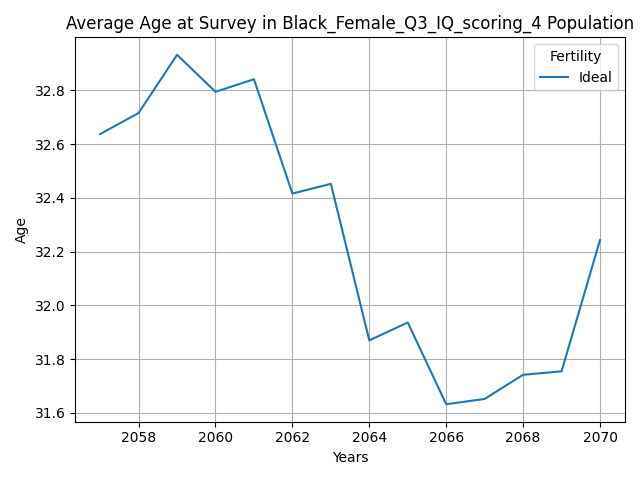 Average Age at Survey in Black_Female_Q3_IQ_scoring_4 Population
Fertility
Ideal
32.8
32.6
32.4
32.2
32.0
31.8
31.6
Age
2058 2060 2062 2064 2066 2068 2070
Years